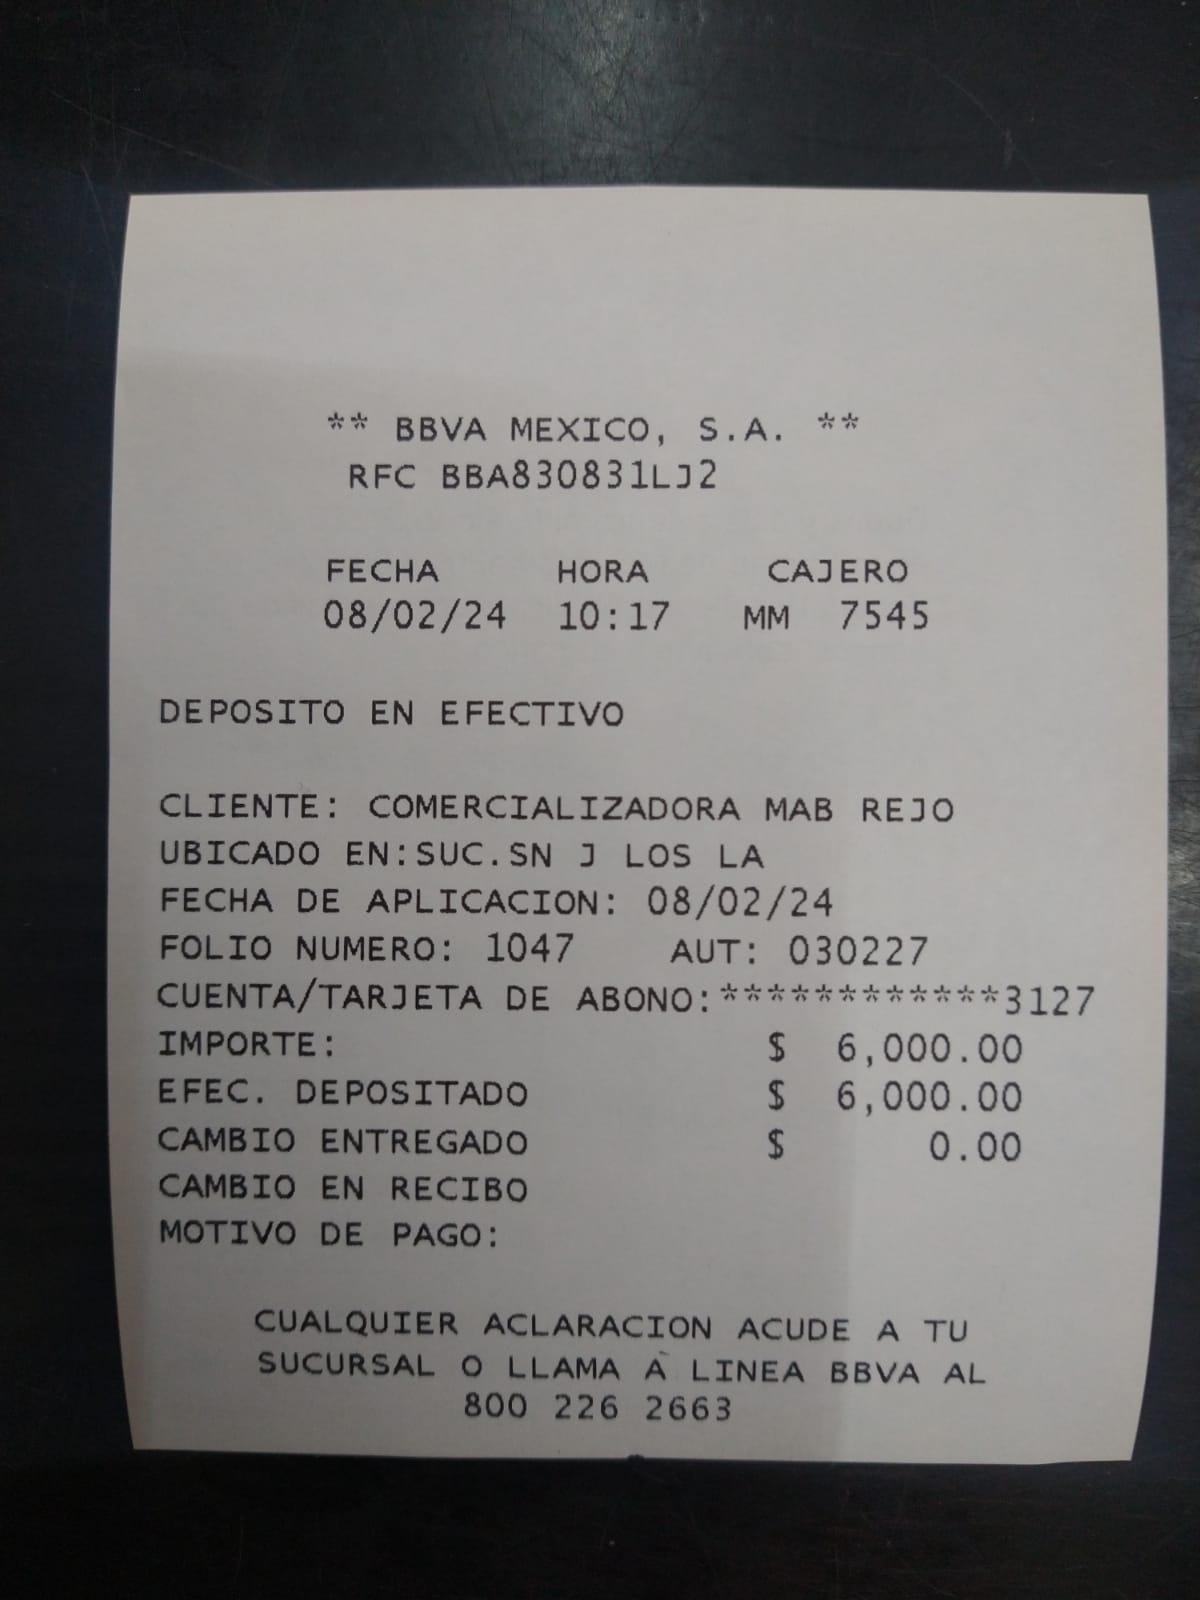 ** BBVA MEXICO, S.A. **
RFC BBA830831LJ2
FECHA HORA CAJERO
08/02/24 10:17 MM 7545
DEPOSITO EN EFECTIVO
CLIENTE: COMERCIALIZADORA MAB REJO
UBICADO EN:SUC.SN J LOS LA
FECHA DE APLICACION: 08/02/24
FOLIO NUMERO: 1047 AUT: 030227
CUENTA/TARJETA DE ABONO:************3127
IMPORTE: $ 6,000.00
EFEC. DEPOSITADO $ 6,000.00
CAMBIO ENTREGADO $ 0.00
CAMBIO EN RECIBO
MOTIVO DE PAGO:
CUALQUIER ACLARACION ACUDE A TU
SUCURSAL O LLAMA A LINEA BBVA AL
800 226 2663